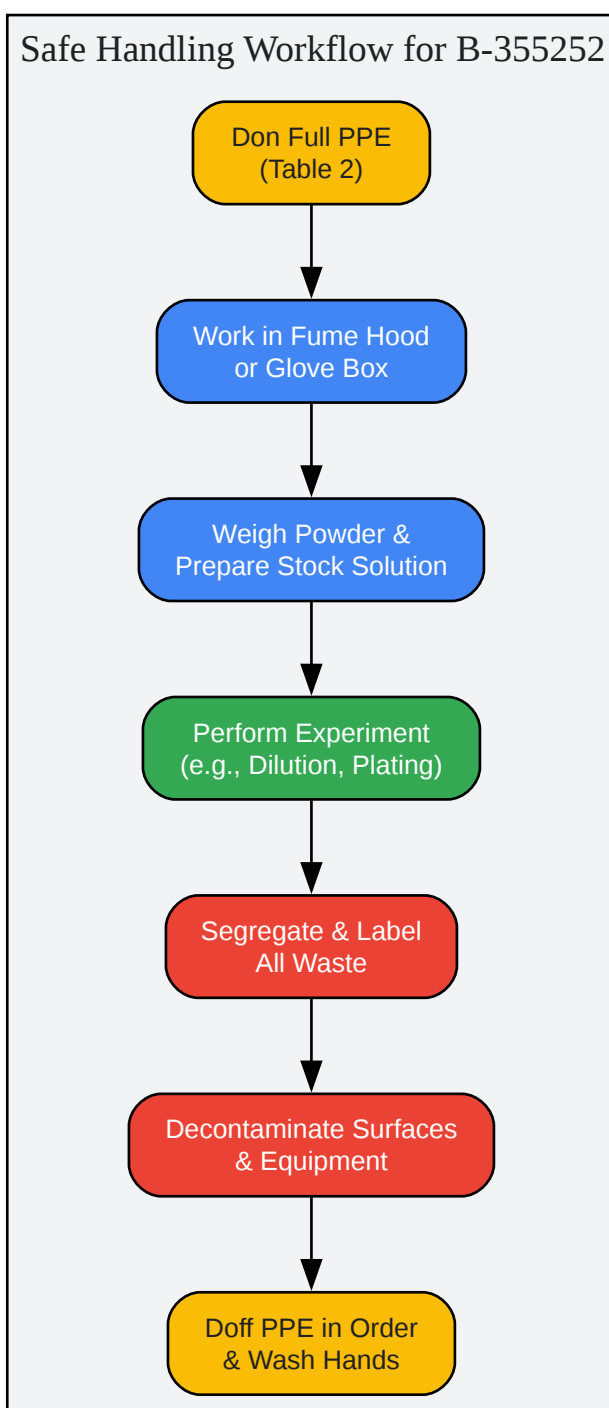 Safe Handling Workflow for B-355252
Don Full PPE
(Table 2)
Work in Fume Hood
or Glove Box
Weigh Powder &
Prepare Stock Solution
Perform Experiment
(e.g., Dilution, Plating)
Segregate & Label
All Waste
Decontaminate Surfaces
& Equipment
Doff PPE in Order
& Wash Hands